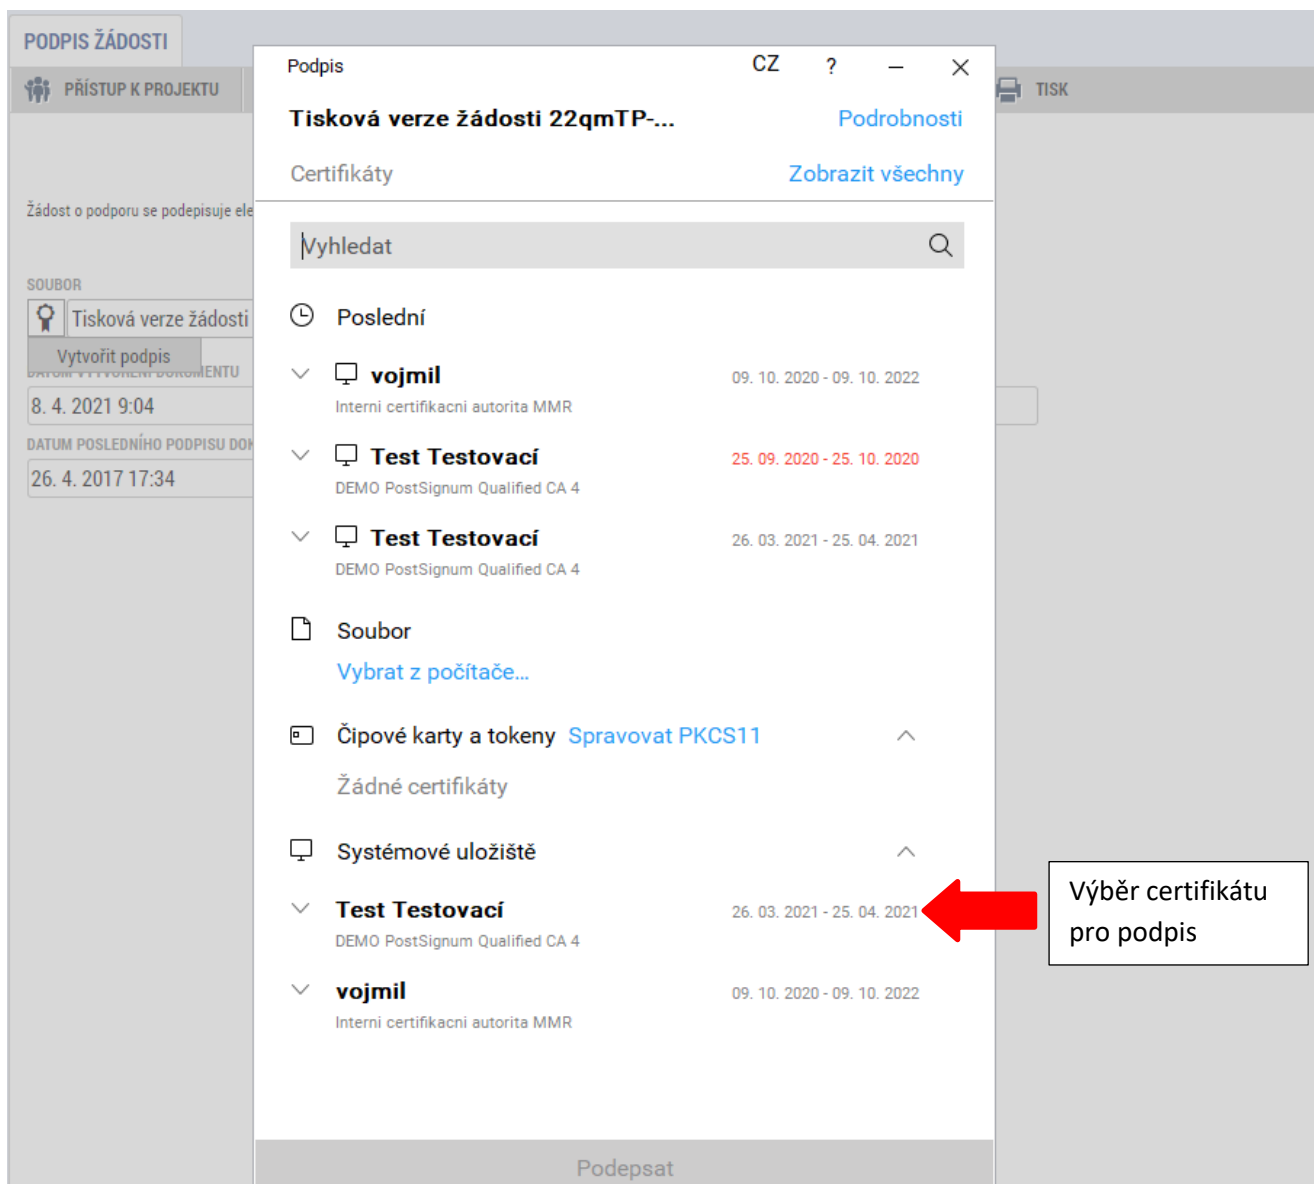 PODPIS ŽÁDOSTI
PŘÍSTUP K PROJEKTU
TISK
Podpis CZ ?
Tisková verze žádosti 22qmTP-... Podrobnosti
Certifikáty Zobrazit všechny
Žádost o podporu se podepisuje ele
Vyhledat
SOUBOR
Tisková verze žádosti
Vytvořit podpis
DATUM VYTVOŘENÍ DOKUMENTU
8. 4. 2021 9:04
DATUM POSLEDNÍHO PODPISU DOK
26. 4. 2017 17:34
Poslední
vojmil 09. 10. 2020 - 09. 10. 2022
Interni certifikacni autorita MMR
Test Testovací 25. 09. 2020 - 25. 10. 2020
DEMO PostSignum Qualified CA 4
Test Testovací 26. 03. 2021 - 25. 04. 2021
DEMO PostSignum Qualified CA 4
Soubor
Vybrat z počítače...
Čipové karty a tokeny Spravovat PKCS11
Žádné certifikáty
Systémové uložiště
Test Testovací 26. 03. 2021 - 25. 04. 2021
DEMO PostSignum Qualified CA 4
vojmil 09. 10. 2020 - 09. 10. 2022
Interni certifikacni autorita MMR
Výběr certifikátu
pro podpis
Podepsat